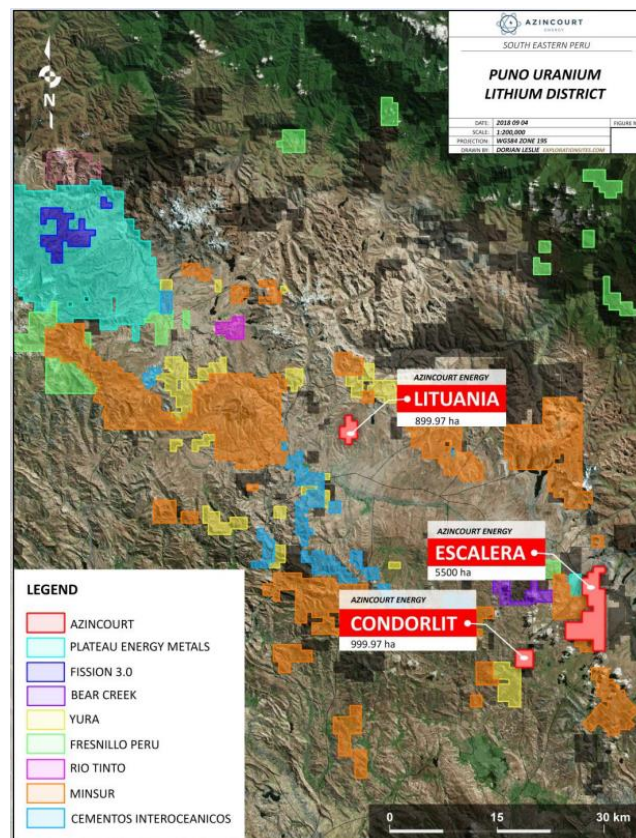 AZINCOURT
ENERGY
SOUTH EASTERN PERU
PUNO URANIUM
LITHIUM DISTRICT
DATE: 2018 09 04
FIGURE N
SCALE: 1:200,000
PROJECTION: WGS84 ZONE 19S
DRAWN BY: DORIAN LESLIE EXPLORATIONSITES.COM
N
AZINCOURT ENERGY
LITUANIA
899.97 ha
AZINCOURT ENERGY
ESCALERA
5500 ha
AZINCOURT ENERGY
CONDORLIT
999.97 ha
LEGEND
AZINCOURT
PLATEAU ENERGY METALS
FISSION 3.0
BEAR CREEK
YURA
FRESNILLO PERU
RIO TINTO
MINSUR
CEMENTOS INTEROCEANICOS
0 15 30 km